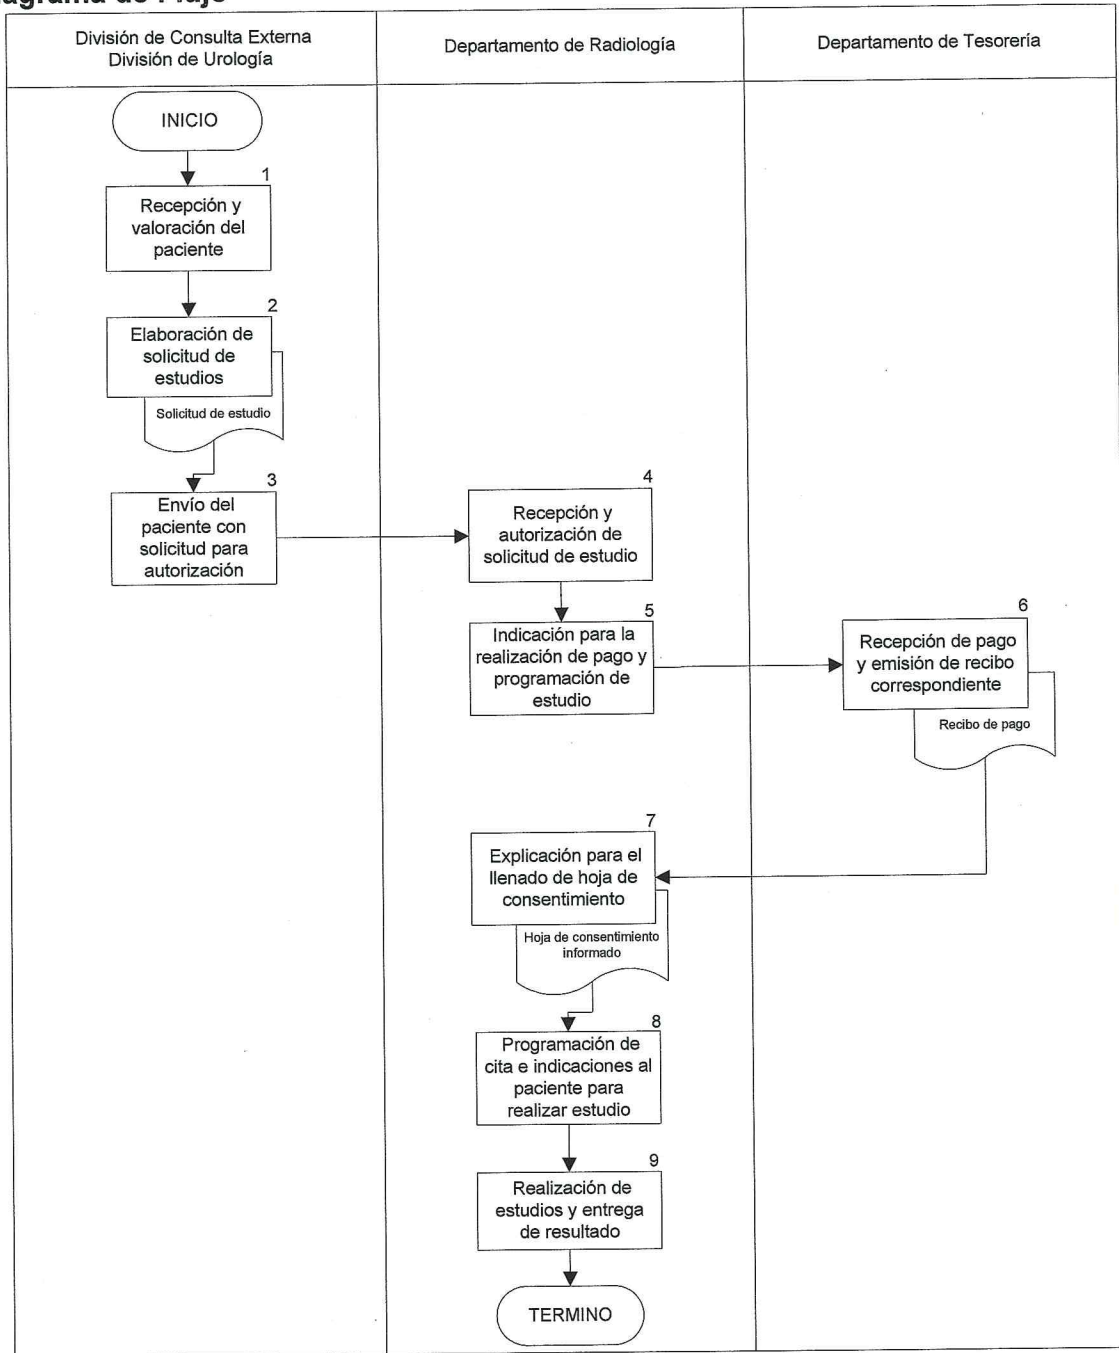 División de Consulta Externa
División de Urología
Departamento de Radiología
Departamento de Tesorería
INICIO
1
Recepción y
valoración del
paciente
2
Elaboración de
solicitud de
estudios
Solicitud de estudio
3
Envío del
paciente con
solicitud para
autorización
4
Recepción y
autorización de
solicitud de estudio
5
Indicación para la
realización de pago y
programación de
estudio
6
Recepción de pago
y emisión de recibo
correspondiente
Recibo de pago
7
Explicación para el
llenado de hoja de
consentimiento
Hoja de consentimiento
informado
8
Programación de
cita e indicaciones al
paciente para
realizar estudio
9
Realización de
estudios y entrega
de resultado
TERMINO